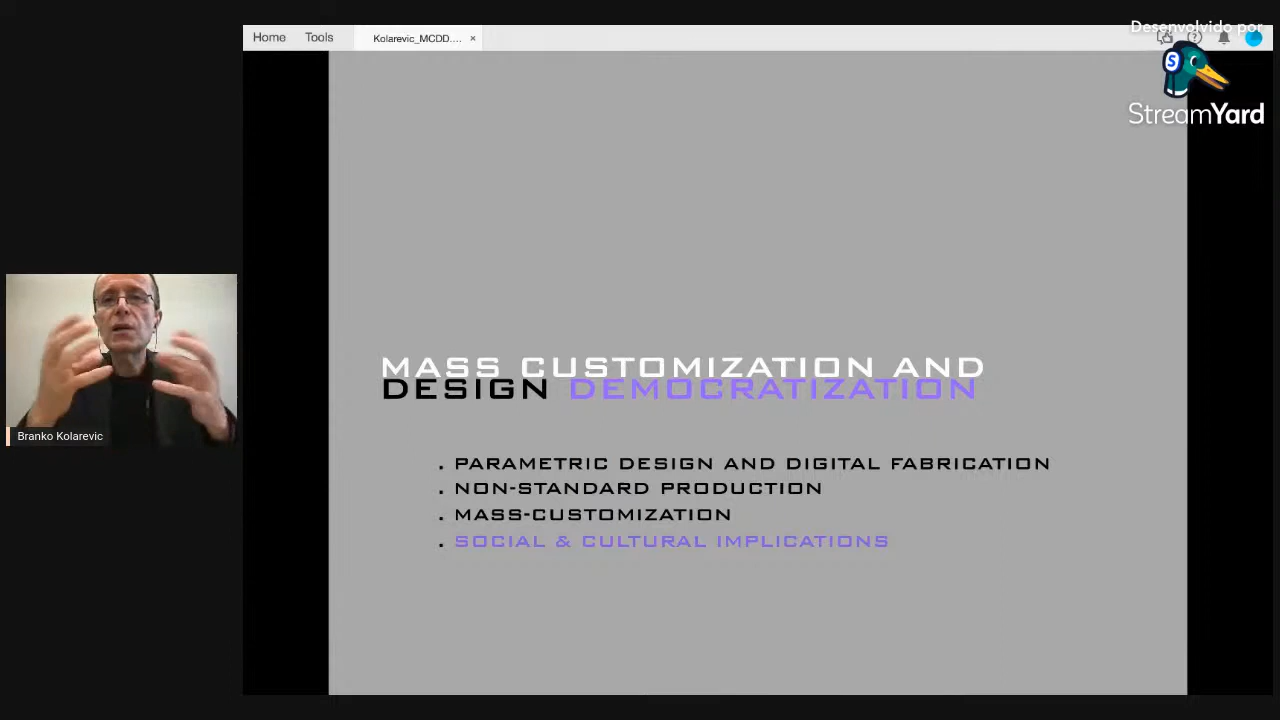 Home Tools Kolarevic_MCDD.... ×
Desenvolvido por
StreamYard
MASS CUSTOMIZATION AND
DESIGN DEMOCRATIZATION
. PARAMETRIC DESIGN AND DIGITAL FABRICATION
. NON-STANDARD PRODUCTION
. MASS-CUSTOMIZATION
. SOCIAL & CULTURAL IMPLICATIONS
Branko Kolarevic